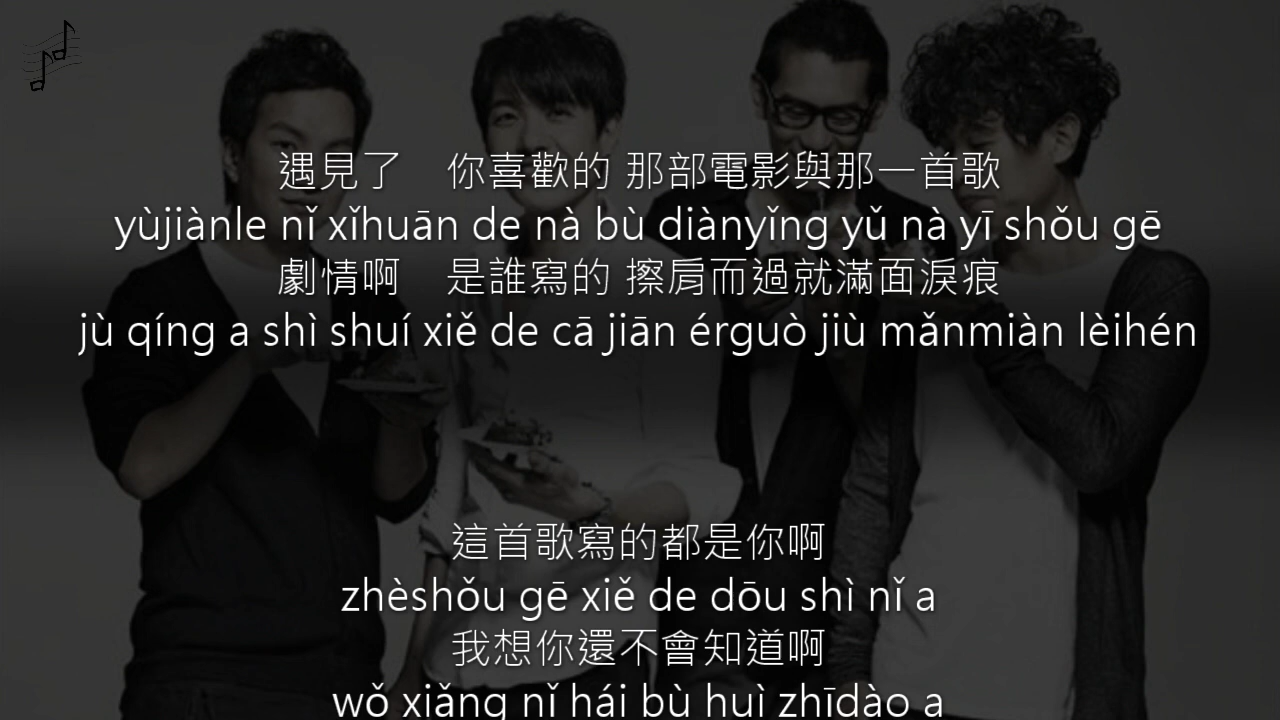 遇見了　你喜歡的 那部電影與那一首歌
yùjiànle nǐ xǐhuān de nà bù diànyǐng yǔ nà yī shǒu gē
劇情啊　是誰寫的 擦肩而過就滿面淚痕
jù qíng a shì shuí xiě de cā jiān érguò jiù mǎnmiàn lèihén
這首歌寫的都是你啊
zhèshǒu gē xiě de dōu shì nǐ a
我想你還不會知道啊
wǒ xiǎng nǐ hái bù huì zhīdào a